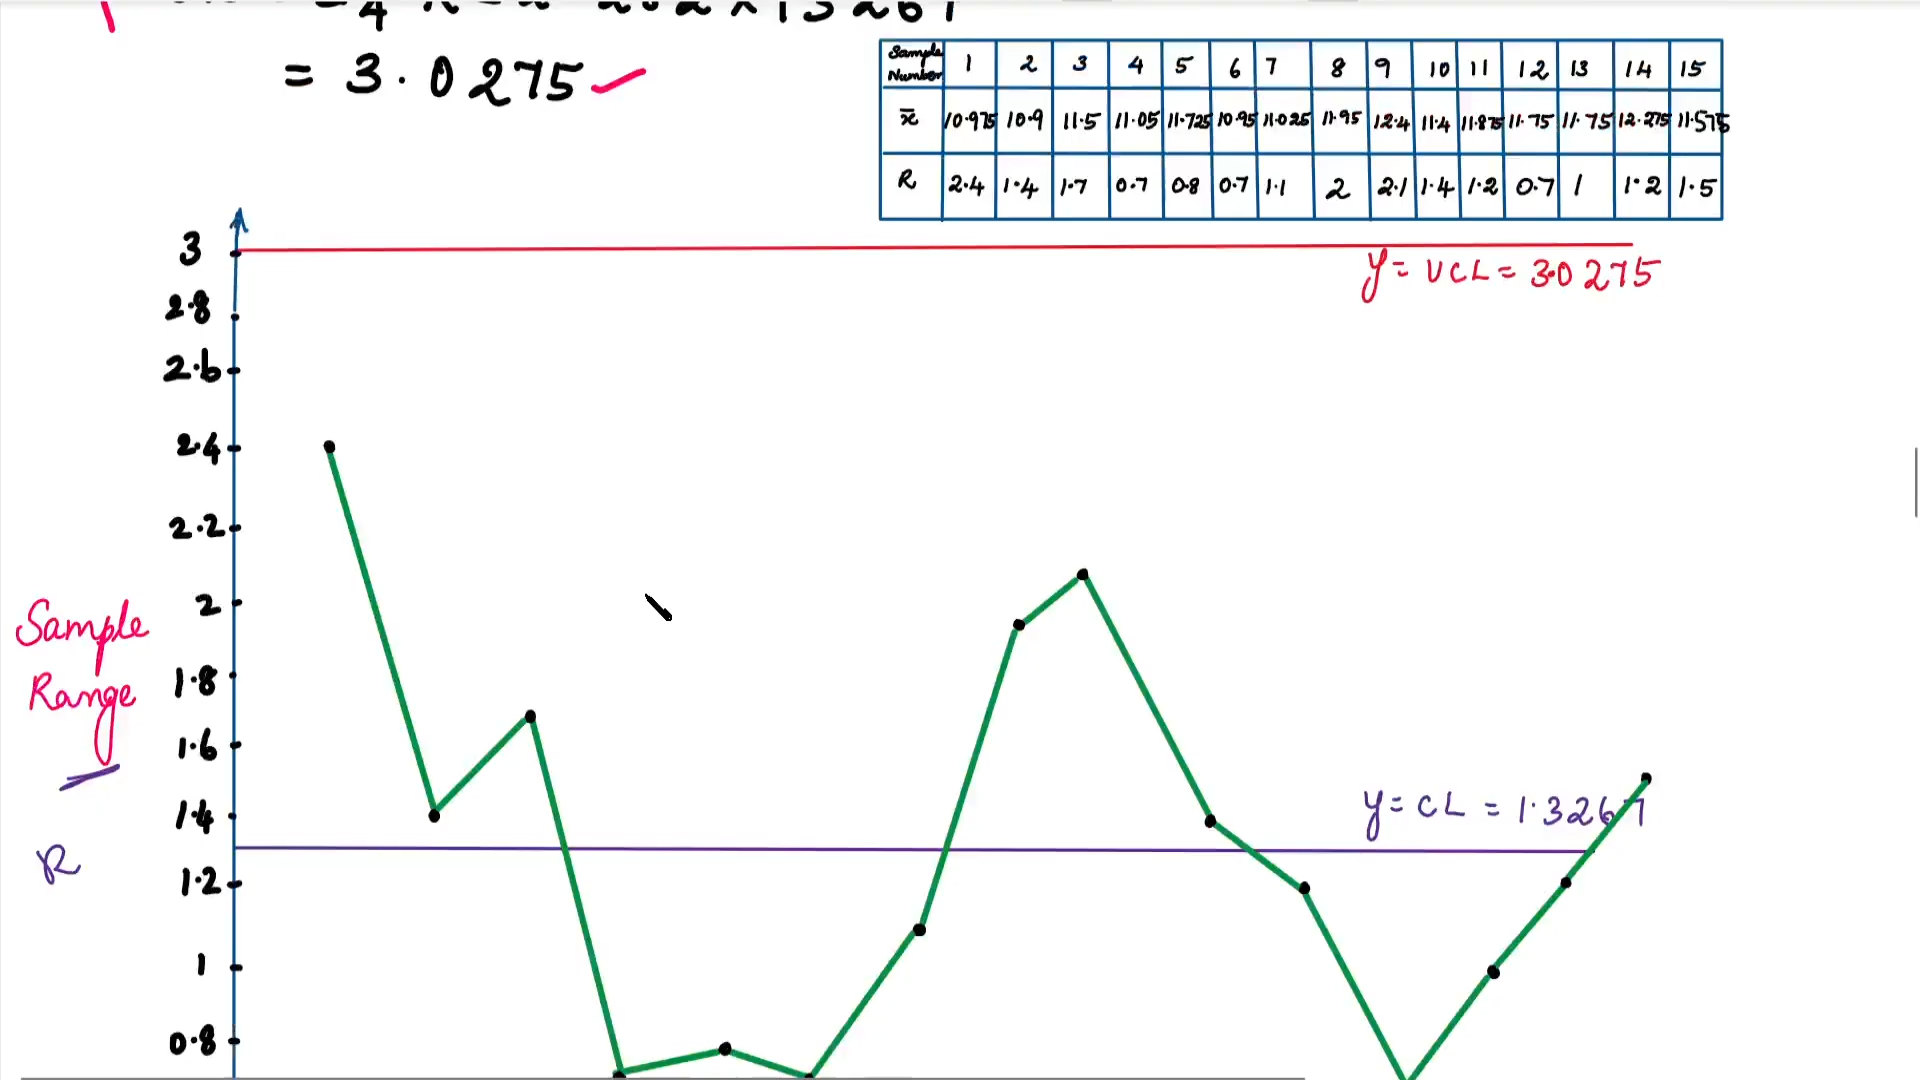 = 3.0275
Sample Number 1 2 3 4 5 6 7 8 9 10 11 12 13 14 15
x̄ 10.975 10.9 11.5 11.05 11.725 10.95 11.025 11.95 12.4 11.4 11.875 11.75 11.75 12.275 11.575
R 2.4 1.4 1.7 0.7 0.8 0.7 1.1 2 2.1 1.4 1.2 0.7 1 1.2 1.5
3
y = UCL = 3.0275
2.8
2.6
2.4
2.2
2
Sample
Range
1.8
1.6
1.4
y = CL = 1.3267
R
1.2
1
0.8